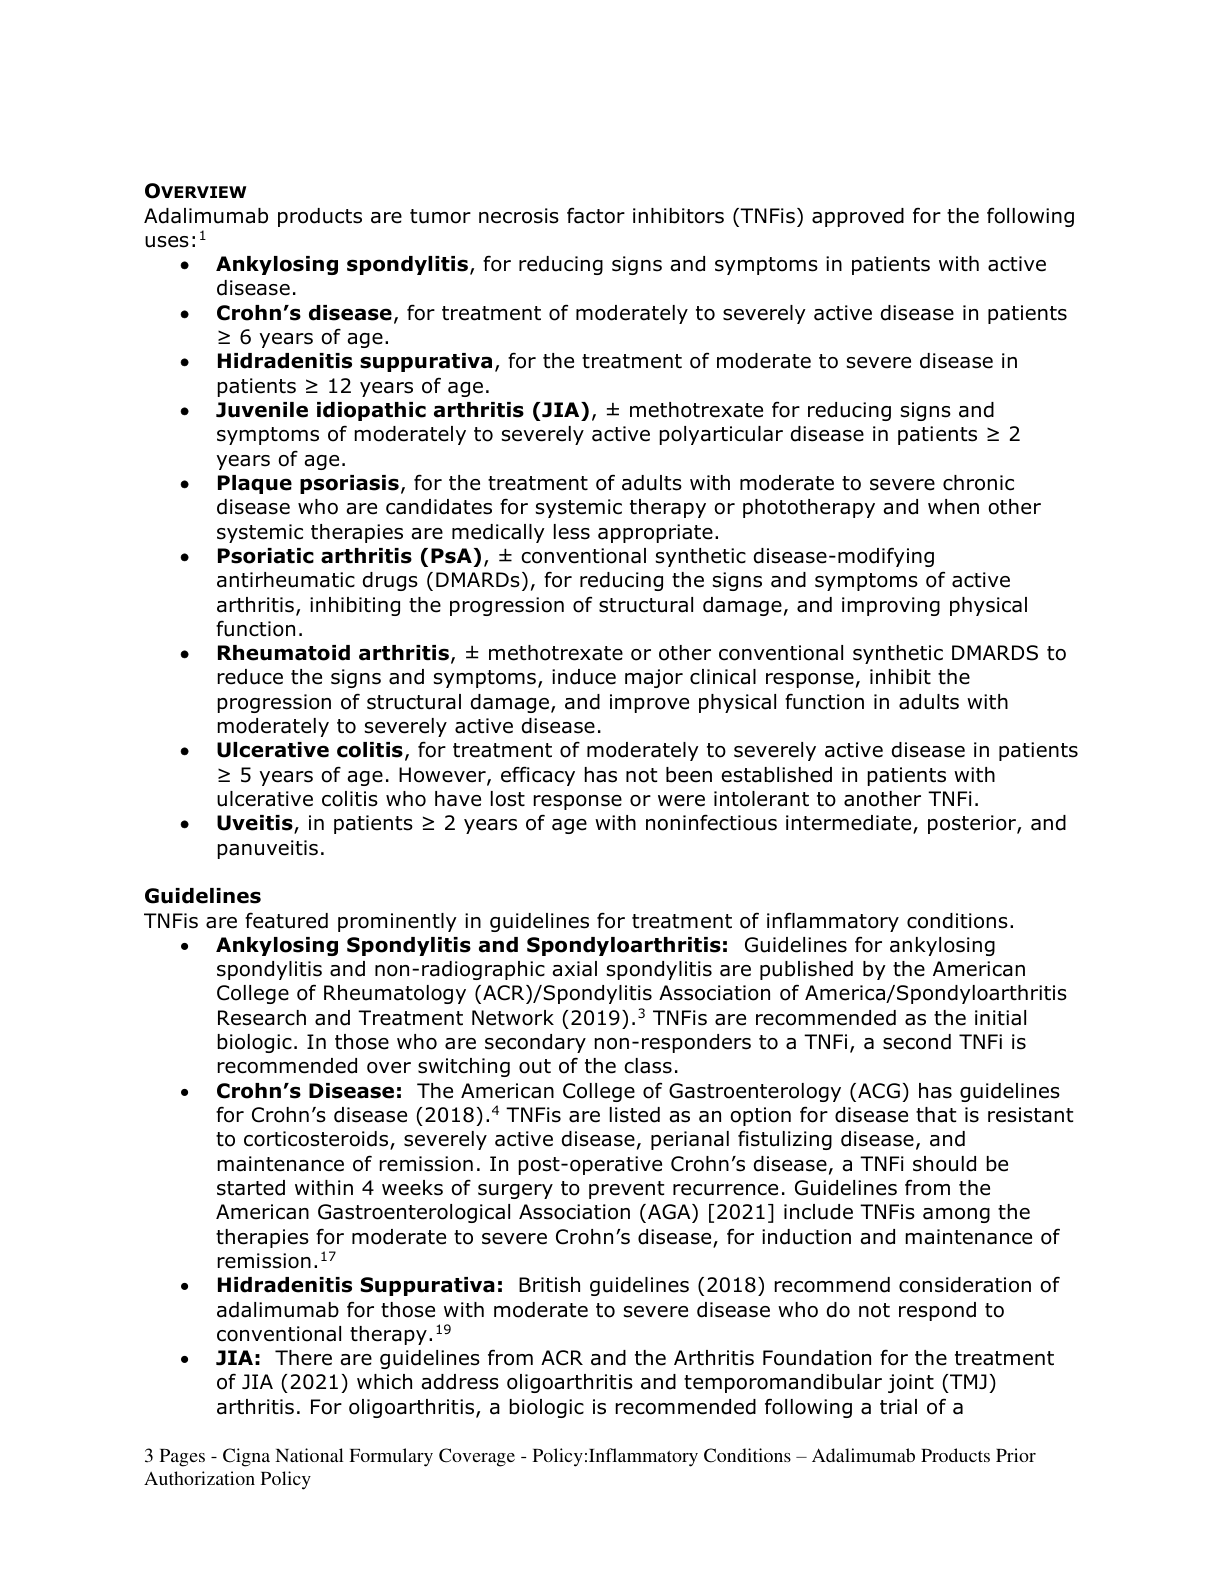 OVERVIEW
Adalimumab products are tumor necrosis factor inhibitors (TNFis) approved for the following
uses:1
• Ankylosing spondylitis, for reducing signs and symptoms in patients with active
disease.
• Crohn’s disease, for treatment of moderately to severely active disease in patients
≥ 6 years of age.
• Hidradenitis suppurativa, for the treatment of moderate to severe disease in
patients ≥ 12 years of age.
• Juvenile idiopathic arthritis (JIA), ± methotrexate for reducing signs and
symptoms of moderately to severely active polyarticular disease in patients ≥ 2
years of age.
• Plaque psoriasis, for the treatment of adults with moderate to severe chronic
disease who are candidates for systemic therapy or phototherapy and when other
systemic therapies are medically less appropriate.
• Psoriatic arthritis (PsA), ± conventional synthetic disease-modifying
antirheumatic drugs (DMARDs), for reducing the signs and symptoms of active
arthritis, inhibiting the progression of structural damage, and improving physical
function.
• Rheumatoid arthritis, ± methotrexate or other conventional synthetic DMARDS to
reduce the signs and symptoms, induce major clinical response, inhibit the
progression of structural damage, and improve physical function in adults with
moderately to severely active disease.
• Ulcerative colitis, for treatment of moderately to severely active disease in patients
≥ 5 years of age. However, efficacy has not been established in patients with
ulcerative colitis who have lost response or were intolerant to another TNFi.
• Uveitis, in patients ≥ 2 years of age with noninfectious intermediate, posterior, and
panuveitis.
Guidelines
TNFis are featured prominently in guidelines for treatment of inflammatory conditions.
• Ankylosing Spondylitis and Spondyloarthritis: Guidelines for ankylosing
spondylitis and non-radiographic axial spondylitis are published by the American
College of Rheumatology (ACR)/Spondylitis Association of America/Spondyloarthritis
Research and Treatment Network (2019).3 TNFis are recommended as the initial
biologic. In those who are secondary non-responders to a TNFi, a second TNFi is
recommended over switching out of the class.
• Crohn’s Disease: The American College of Gastroenterology (ACG) has guidelines
for Crohn’s disease (2018).4 TNFis are listed as an option for disease that is resistant
to corticosteroids, severely active disease, perianal fistulizing disease, and
maintenance of remission. In post-operative Crohn’s disease, a TNFi should be
started within 4 weeks of surgery to prevent recurrence. Guidelines from the
American Gastroenterological Association (AGA) [2021] include TNFis among the
therapies for moderate to severe Crohn’s disease, for induction and maintenance of
remission.17
• Hidradenitis Suppurativa: British guidelines (2018) recommend consideration of
adalimumab for those with moderate to severe disease who do not respond to
conventional therapy.19
• JIA: There are guidelines from ACR and the Arthritis Foundation for the treatment
of JIA (2021) which address oligoarthritis and temporomandibular joint (TMJ)
arthritis. For oligoarthritis, a biologic is recommended following a trial of a
3 Pages - Cigna National Formulary Coverage - Policy:Inflammatory Conditions – Adalimumab Products Prior
Authorization Policy